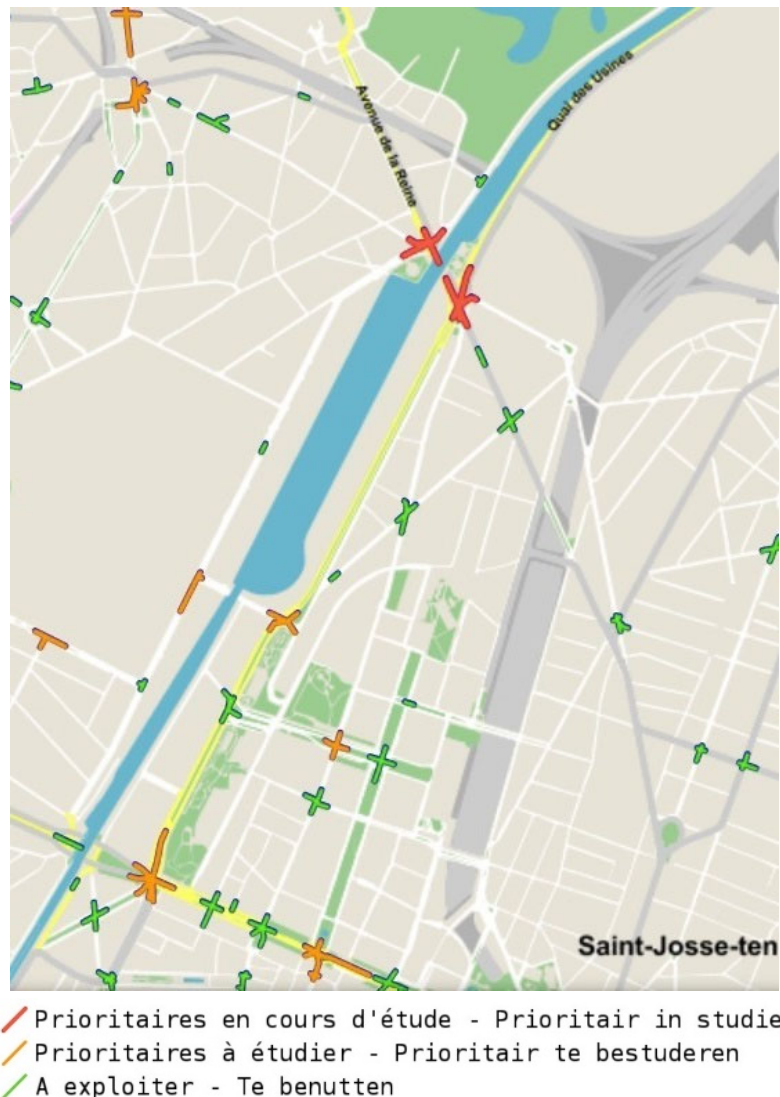 Quai des Usines
Avenue de la Reine
Saint-Josse-ten
Prioritaires en cours d'étude - Prioritair in studie
Prioritaires à étudier - Prioritair te bestuderen
A exploiter - Te benutten